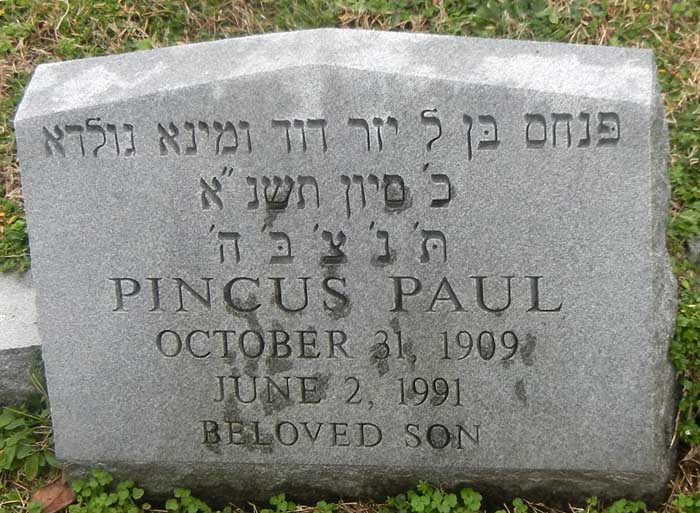 פנחס בן ל יזר דוד ומינא גולדא
כ׳ סיון תשנ״א
ת׳ נ׳ צ׳ ב׳ ה׳
PINCUS PAUL
OCTOBER 31, 1909
JUNE 2, 1991
BELOVED SON